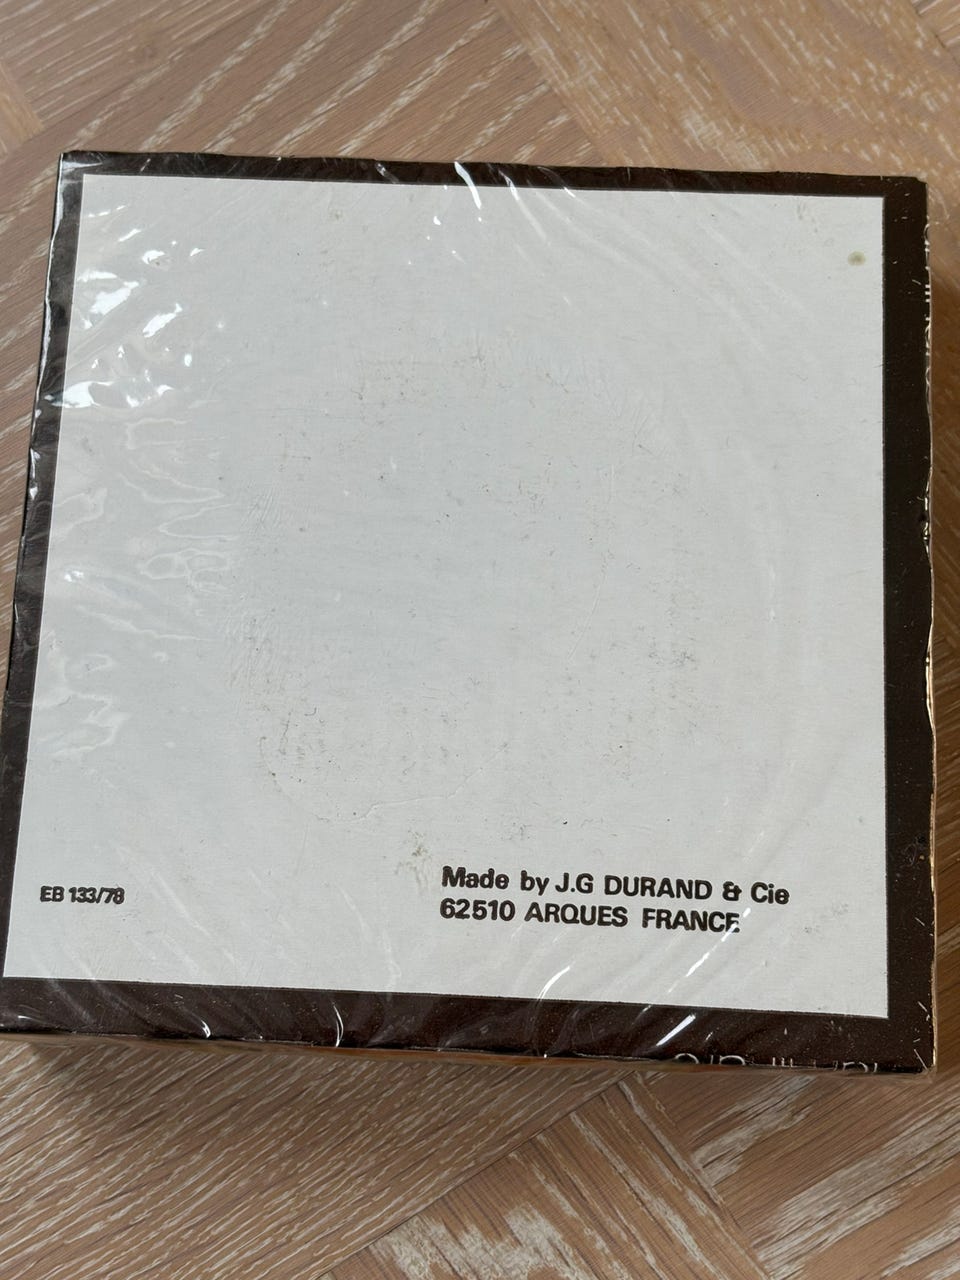 EB 133/78
Made by J.G DURAND & Cie
62510 ARQUES FRANCE